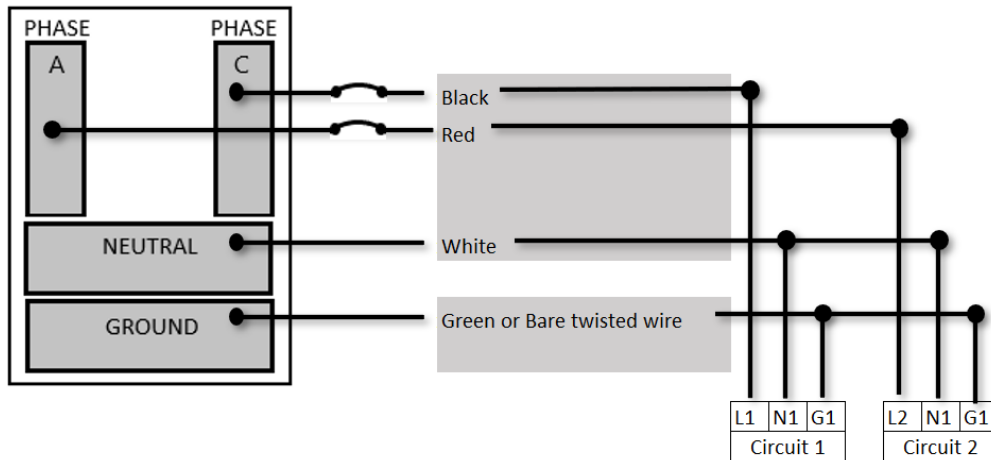 PHASE PHASE
A C
Black
Red
NEUTRAL
White
GROUND
Green or Bare twisted wire
L1 N1 G1 L2 N1 G1
Circuit 1 Circuit 2